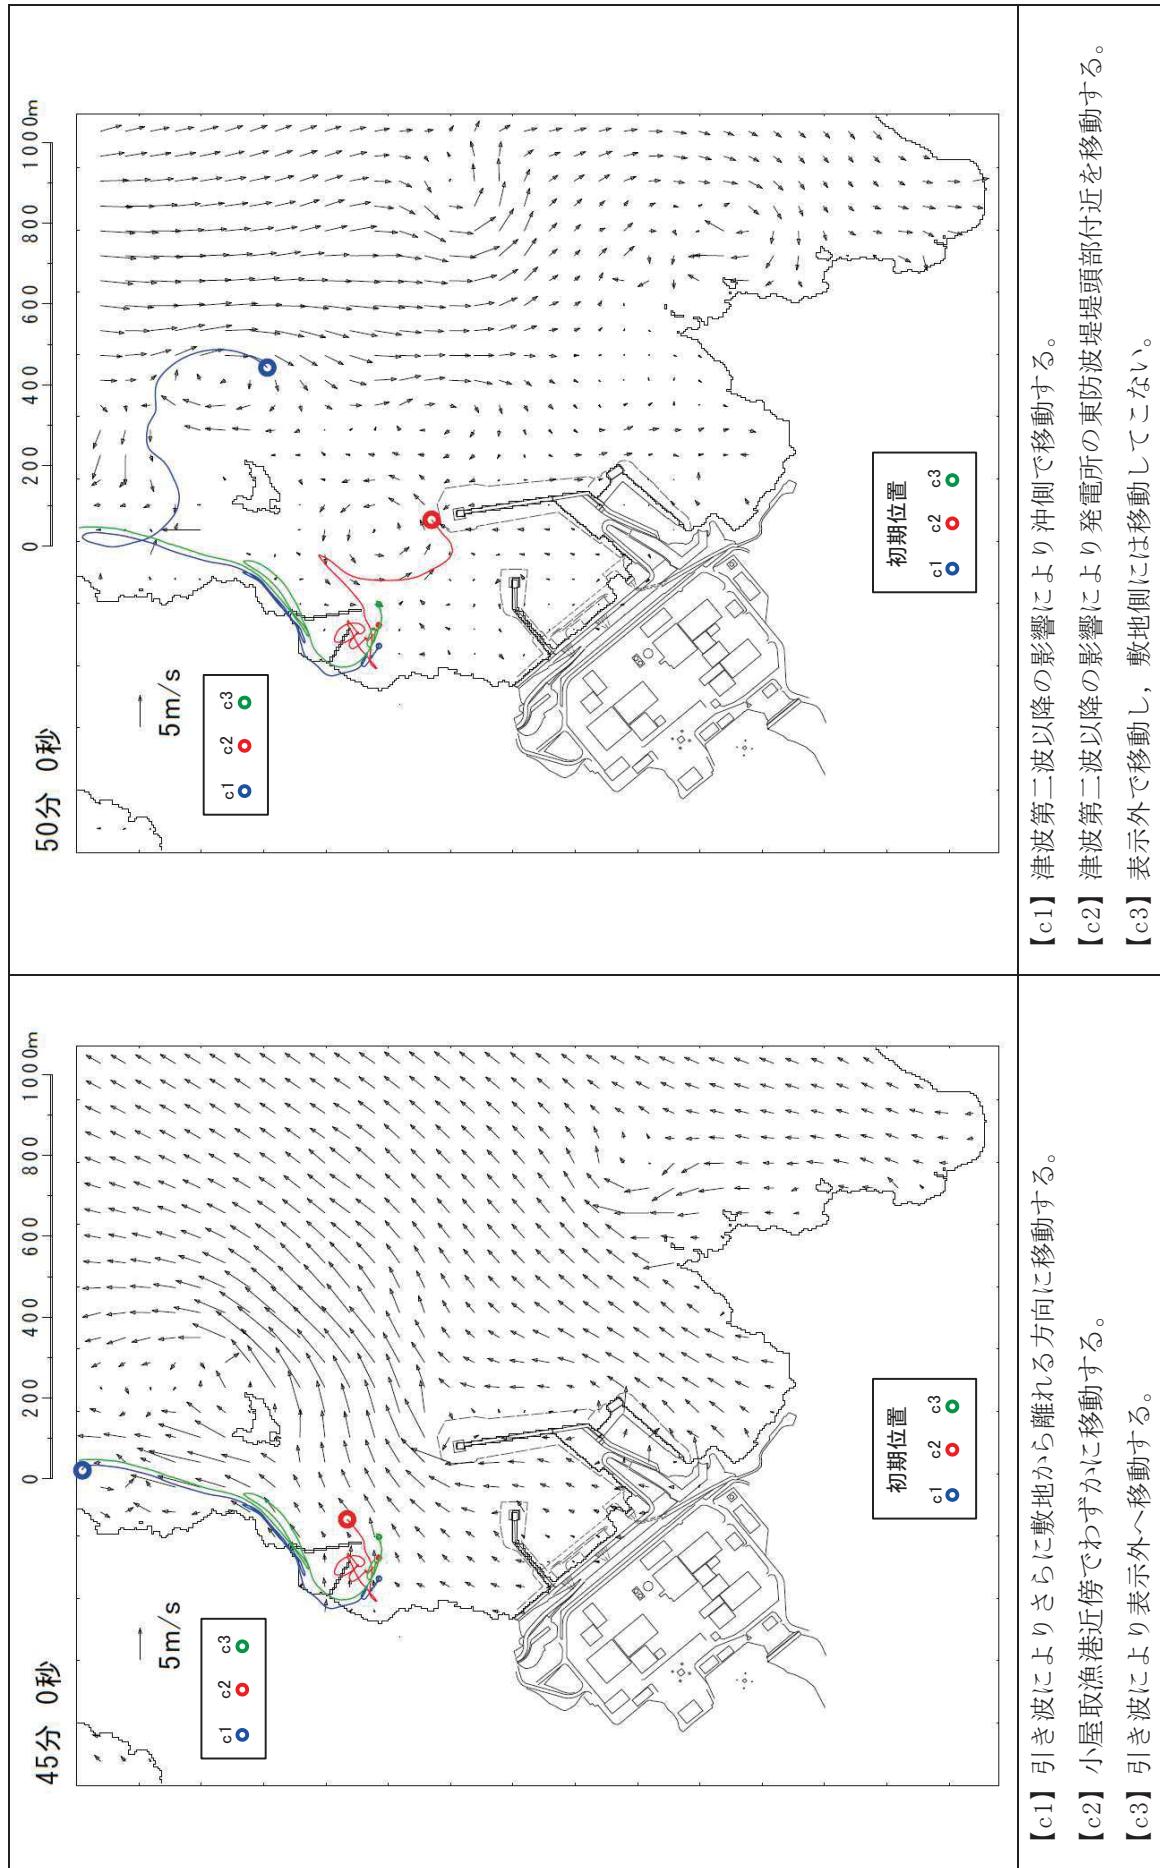 45分 0秒
0 200 400 600 800 1000m
5m/s
c1 c2 c3
初期位置
c1 c2 c3
【c1】引き波によりさらに敷地から離れる方向に移動する。
【c2】小屋取漁港近傍でわずかに移動する。
【c3】引き波により表示外へ移動する。
50分 0秒
0 200 400 600 800 1000m
5m/s
c1 c2 c3
初期位置
c1 c2 c3
【c1】津波第二波以降の影響により沖側で移動する。
【c2】津波第二波以降の影響により発電所の東防波堤堤頭部付近を移動する。
【c3】表示外で移動し，敷地側には移動してこない。